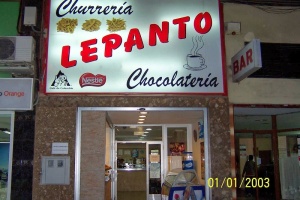 Churrería
LEPANTO
Chocolatería
Nestlé
BAR
Orange
01/01/2003